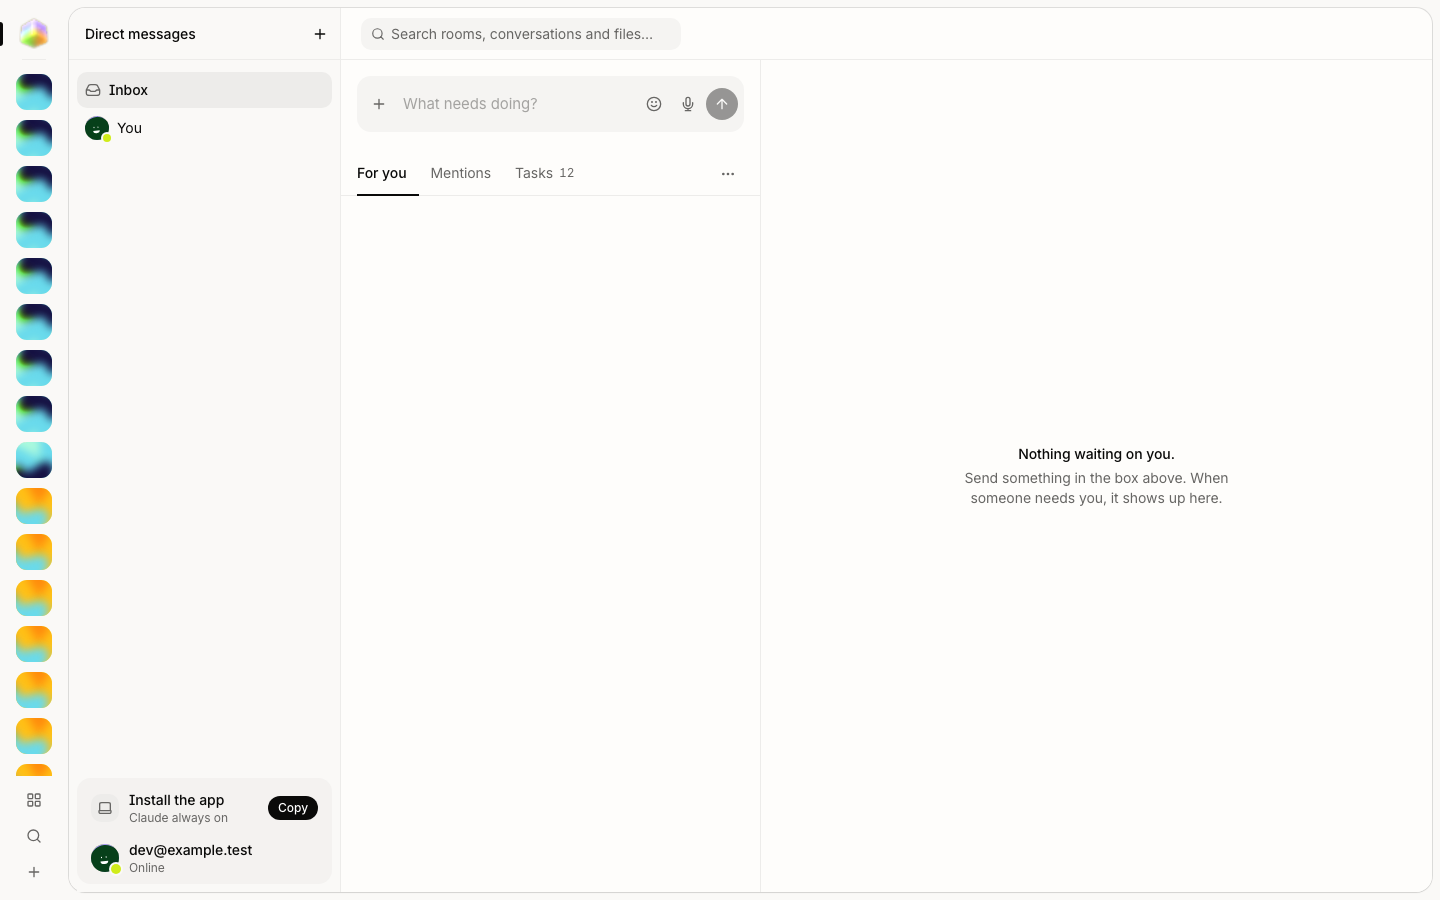 Direct messages
Search rooms, conversations and files...
Inbox
You
What needs doing?
For you
Mentions
Tasks 12
Nothing waiting on you.
Send something in the box above. When
someone needs you, it shows up here.
Install the app
Claude always on
Copy
dev@example.test
Online